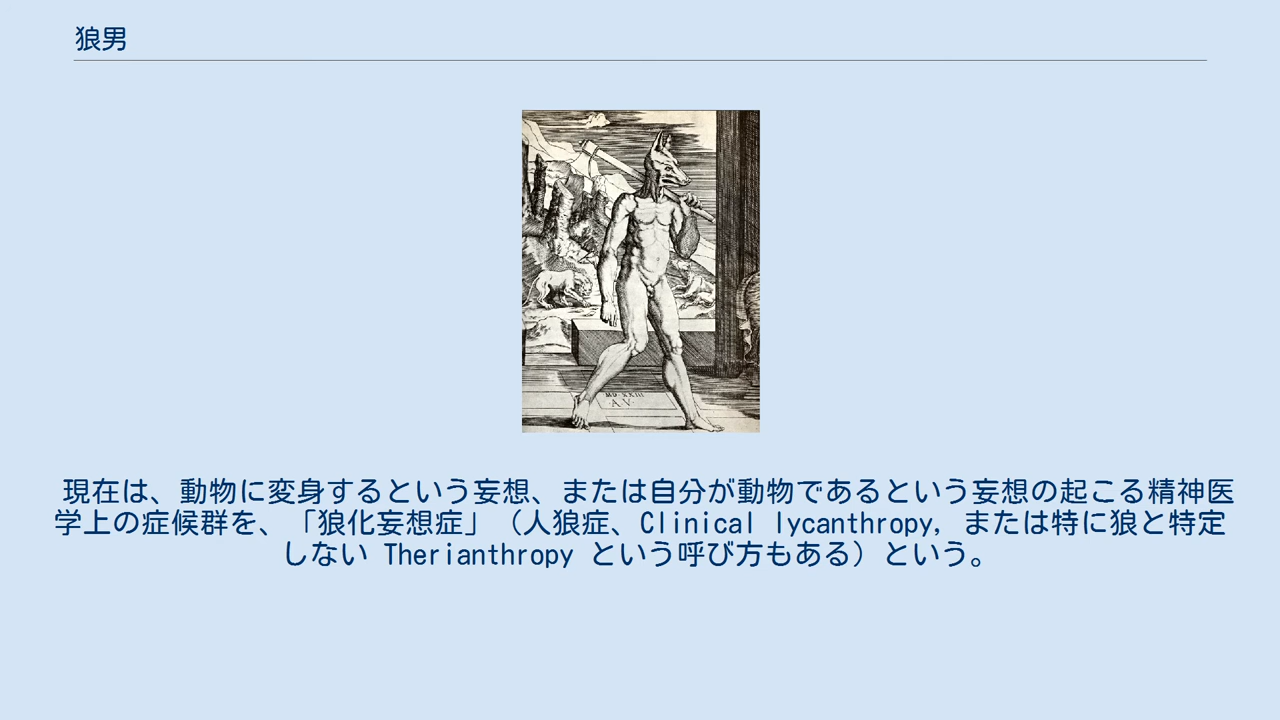 狼男
MD·XXIII
A.V.
現在は、動物に変身するという妄想、または自分が動物であるという妄想の起こる精神医
学上の症候群を、「狼化妄想症」（人狼症、Clinical lycanthropy, または特に狼と特定
しない Therianthropy という呼び方もある）という。